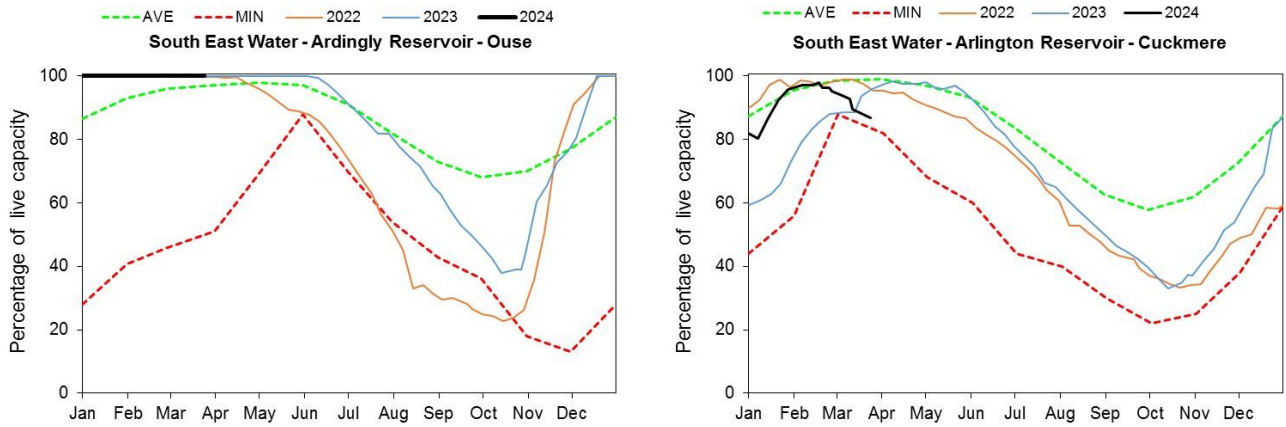 AVE MIN 2022 2023 2024
South East Water - Ardingly Reservoir - Ouse
Percentage of live capacity
100
80
60
40
20
0
Jan Feb Mar Apr May Jun Jul Aug Sep Oct Nov Dec
AVE MIN 2022 2023 2024
South East Water - Arlington Reservoir - Cuckmere
Percentage of live capacity
100
80
60
40
20
0
Jan Feb Mar Apr May Jun Jul Aug Sep Oct Nov Dec